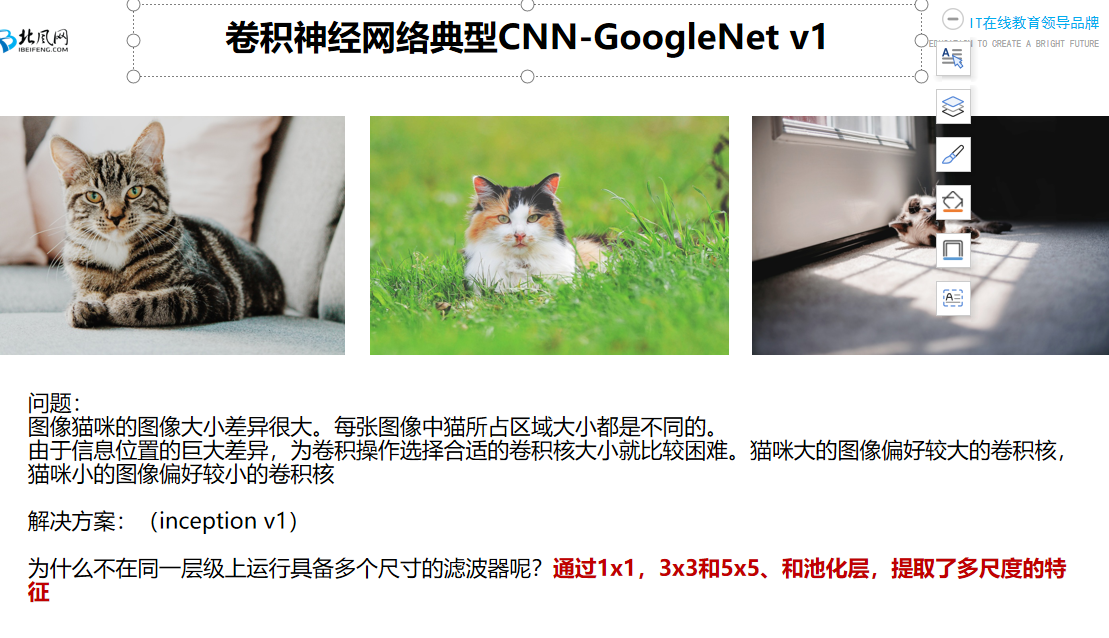 北风网
IBEIFENG.COM
卷积神经网络典型CNN-GoogleNet v1
IT在线教育领导品牌
TO CREATE A BRIGHT FUTURE
问题：
图像猫咪的图像大小差异很大。每张图像中猫所占区域大小都是不同的。
由于信息位置的巨大差异，为卷积操作选择合适的卷积核大小就比较困难。猫咪大的图像偏好较大的卷积核，
猫咪小的图像偏好较小的卷积核
解决方案：（inception v1）
为什么不在同一层级上运行具备多个尺寸的滤波器呢？通过1x1，3x3和5x5、和池化层，提取了多尺度的特
征